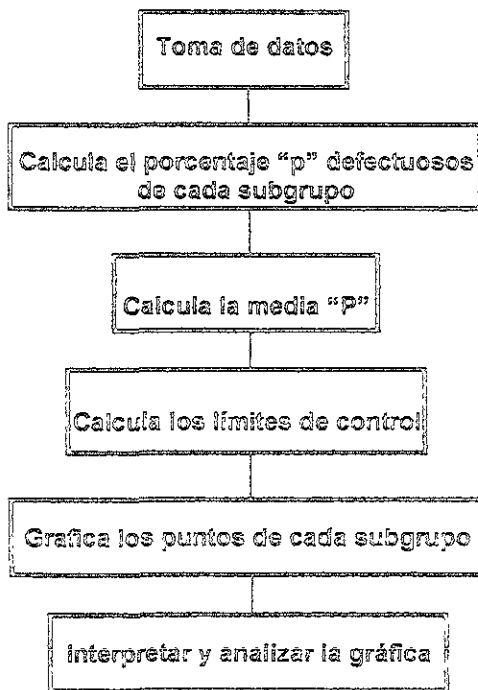 Toma de datos
Calcula el porcentaje “p” defectuosos
de cada subgrupo
Calcula la media “P”
Calcula los límites de control
Grafica los puntos de cada subgrupo
Interpretar y analizar la gráfica